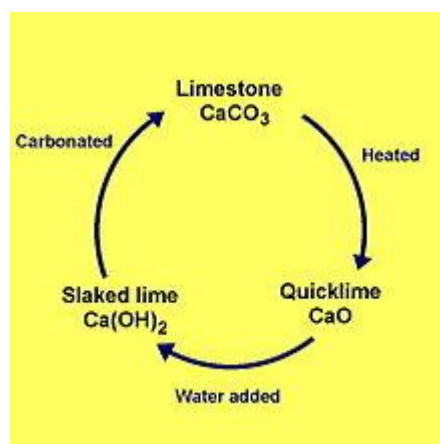 Limestone
CaCO3
Carbonated
Heated
Slaked lime
Ca(OH)2
Quicklime
CaO
Water added